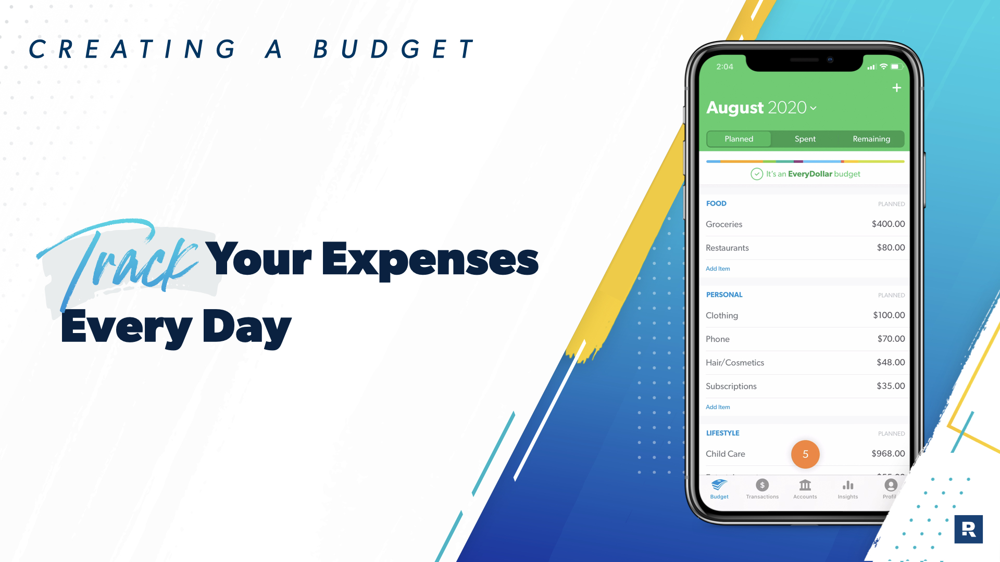 CREATING A BUDGET
Track Your Expenses
Every Day
2:04
+
August 2020
Planned Spent Remaining
It's an EveryDollar budget
FOOD PLANNED
Groceries $400.00
Restaurants $80.00
Add Item
PERSONAL PLANNED
Clothing $100.00
Phone $70.00
Hair/Cosmetics $48.00
Subscriptions $35.00
Add Item
LIFESTYLE PLANNED
Child Care $968.00
5
Budget Transactions Accounts Insights Profil
R